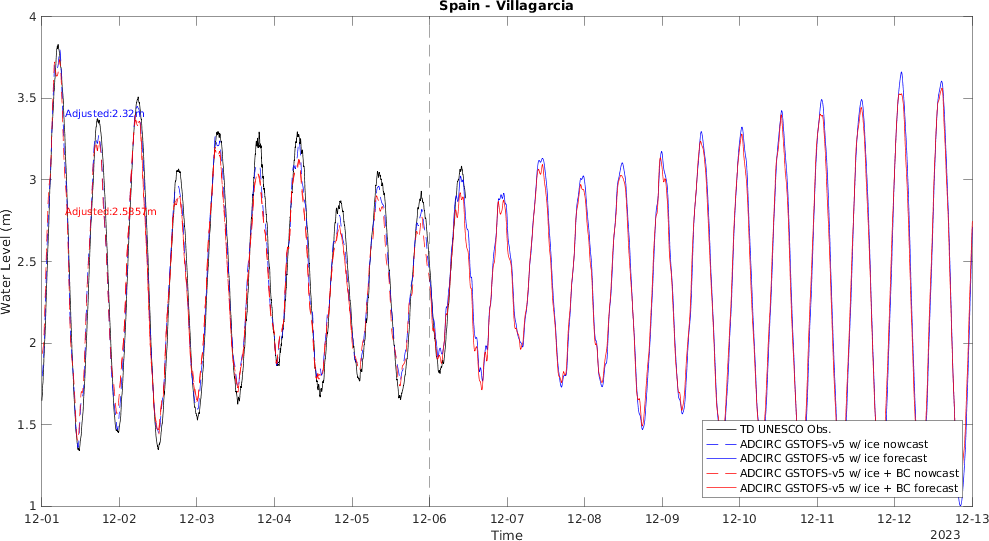 Spain - Villagarcia
4
3.5
3
2.5
2
1.5
1
Water Level (m)
Adjusted:2.32m
Adjusted:2.5357m
TD UNESCO Obs.
ADCIRC GSTOFS-v5 w/ ice nowcast
ADCIRC GSTOFS-v5 w/ ice forecast
ADCIRC GSTOFS-v5 w/ ice + BC nowcast
ADCIRC GSTOFS-v5 w/ ice + BC forecast
12-01 12-02 12-03 12-04 12-05 12-06 12-07 12-08 12-09 12-10 12-11 12-12 12-13
Time
2023